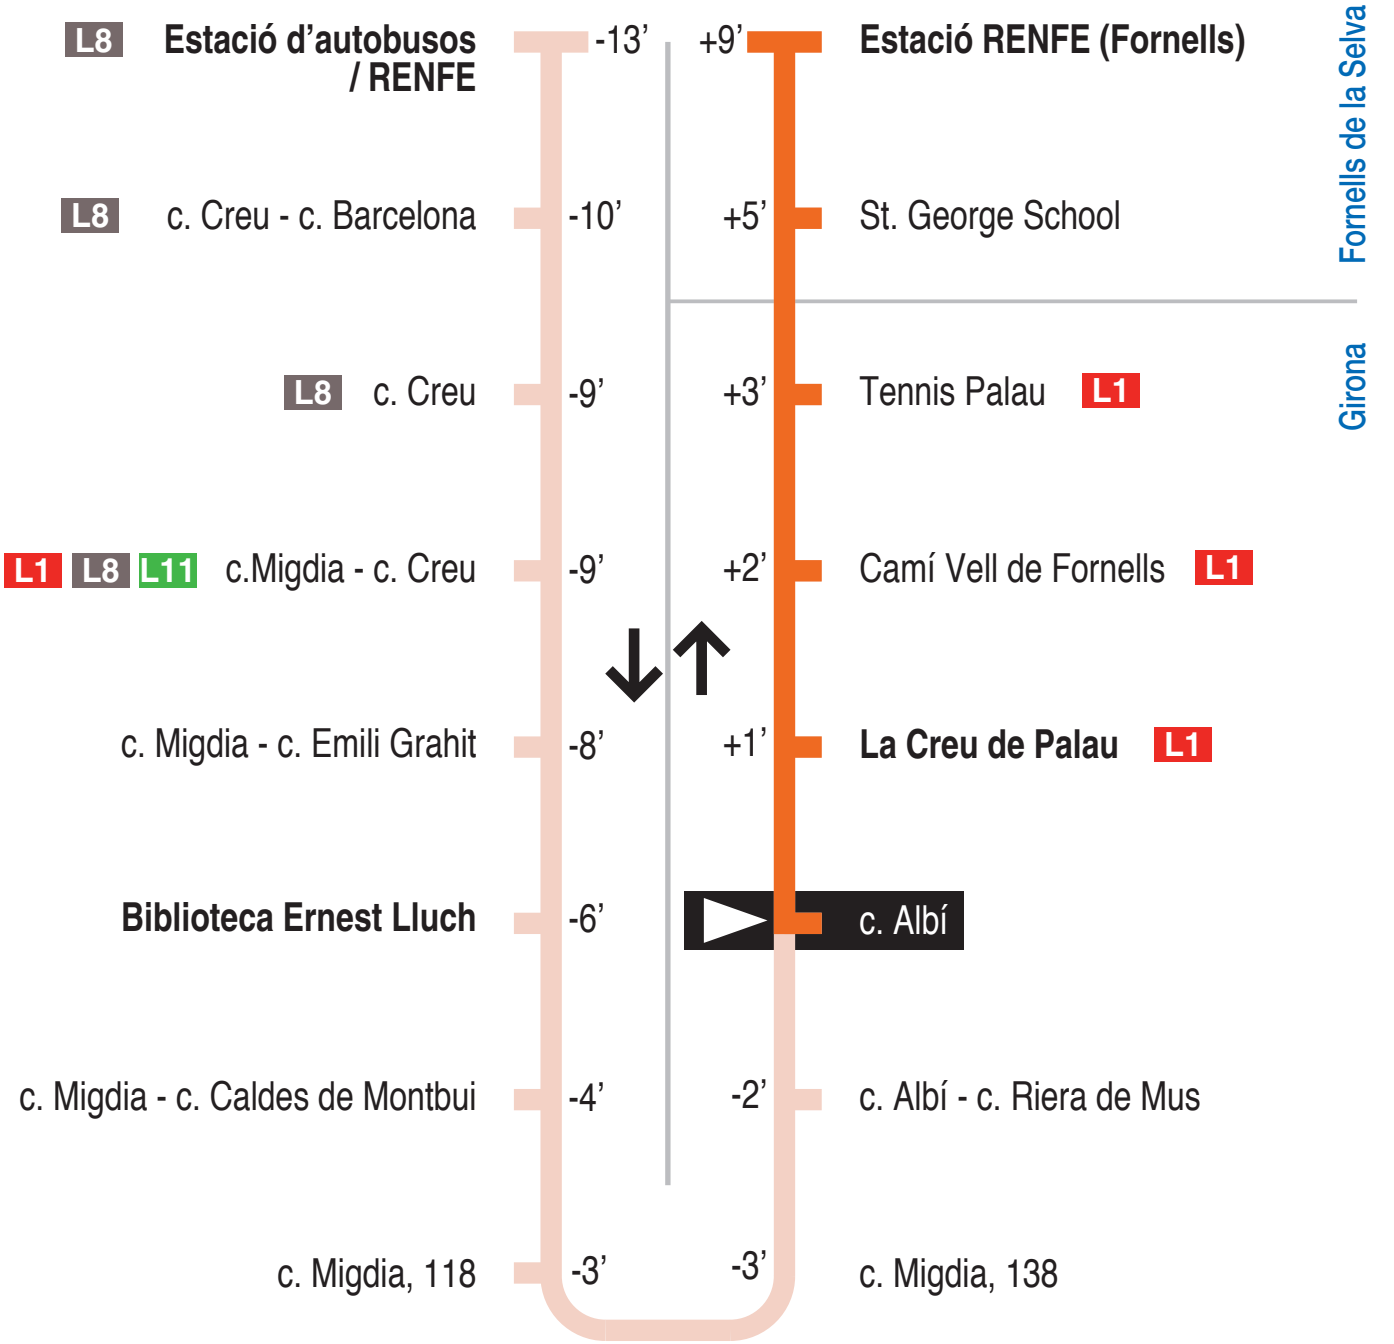 L8 Estació d’autobusos
/ RENFE -13’
L8 c. Creu - c. Barcelona -10’
L8 c. Creu -9’
L1 L8 L11 c.Migdia - c. Creu -9’
c. Migdia - c. Emili Grahit -8’
Biblioteca Ernest Lluch -6’
c. Migdia - c. Caldes de Montbui -4’
c. Migdia, 118 -3’
+9’ Estació RENFE (Fornells)
+5’ St. George School
+3’ Tennis Palau L1
+2’ Camí Vell de Fornells L1
+1’ La Creu de Palau L1
c. Albí
-2’ c. Albí - c. Riera de Mus
-3’ c. Migdia, 138
Fornells de la Selva
Girona